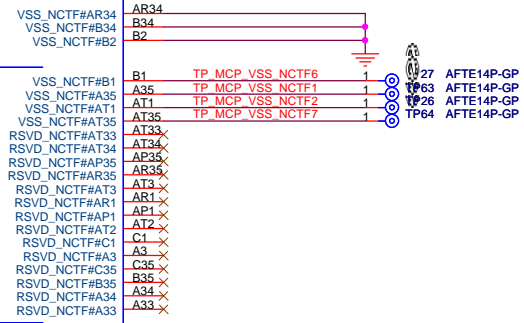 VSS_NCTF#AR34 AR34
VSS_NCTF#B34 B34
VSS_NCTF#B2 B2
VSS_NCTF#B1 B1 TP_MCP_VSS_NCTF6 1 27 AFTE14P-GP
VSS_NCTF#A35 A35 TP_MCP_VSS_NCTF1 1 TP63 AFTE14P-GP
VSS_NCTF#AT1 AT1 TP_MCP_VSS_NCTF2 1 TP26 AFTE14P-GP
VSS_NCTF#AT35 AT35 TP_MCP_VSS_NCTF7 1 TP64 AFTE14P-GP
RSVD_NCTF#AT33 AT33
RSVD_NCTF#AT34 AT34
RSVD_NCTF#AP35 AP35
RSVD_NCTF#AR35 AR35
RSVD_NCTF#AT3 AT3
RSVD_NCTF#AR1 AR1
RSVD_NCTF#AP1 AP1
RSVD_NCTF#AT2 AT2
RSVD_NCTF#C1 C1
RSVD_NCTF#A3 A3
RSVD_NCTF#C35 C35
RSVD_NCTF#B35 B35
RSVD_NCTF#A34 A34
RSVD_NCTF#A33 A33